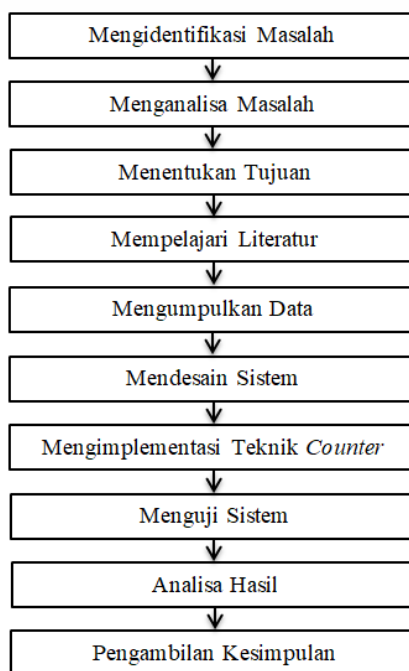 Mengidentifikasi Masalah
Menganalisa Masalah
Menentukan Tujuan
Mempelajari Literatur
Mengumpulkan Data
Mendesain Sistem
Mengimplementasi Teknik Counter
Menguji Sistem
Analisa Hasil
Pengambilan Kesimpulan